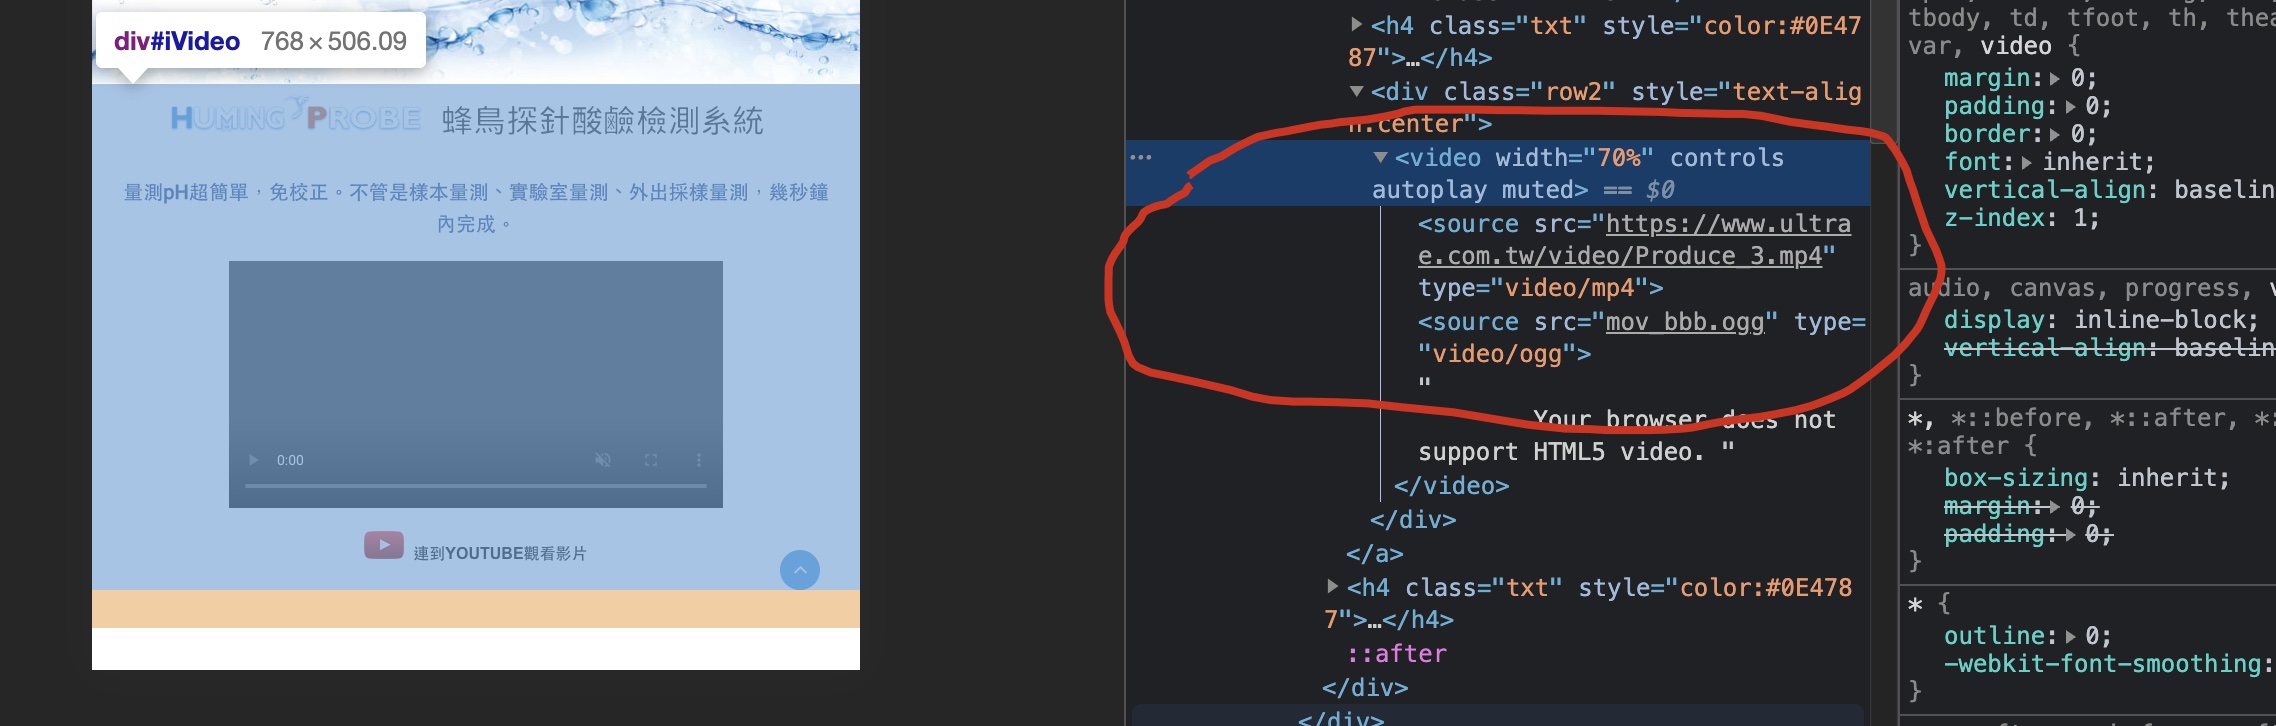 div#iVideo 768 × 506.09
HUMING PROBE 蜂鳥探針酸鹼檢測系統
量測pH超簡單，免校正。不管是樣本量測、實驗室量測、外出採樣量測，幾秒鐘
內完成。
0:00
連到YOUTUBE觀看影片
<h4 class="txt" style="color:#0E47
87">…</h4>
<div class="row2" style="text-alig
n:center">
<video width="70%" controls
autoplay muted> == $0
<source src="https://www.ultra
e.com.tw/video/Produce_3.mp4"
type="video/mp4">
<source src="mov_bbb.ogg" type=
"video/ogg">
"
Your browser does not
support HTML5 video. "
</video>
</div>
</a>
<h4 class="txt" style="color:#0E478
7">…</h4>
::after
</div>
</div>
tbody, td, tfoot, th, thea
var, video {
margin: 0;
padding: 0;
border: 0;
font: inherit;
vertical-align: baselin
z-index: 1;
}
audio, canvas, progress, v
display: inline-block;
vertical-align: baselin
}
*, *::before, *::after, *:
*:after {
box-sizing: inherit;
margin: 0;
padding: 0;
}
* {
outline: 0;
-webkit-font-smoothing:
}